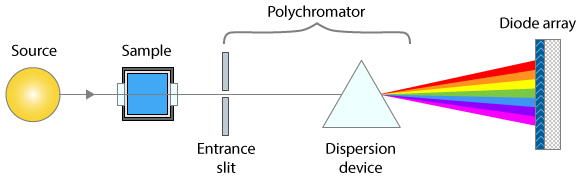 Polychromator
Source
Sample
Diode array
Entrance
slit
Dispersion
device